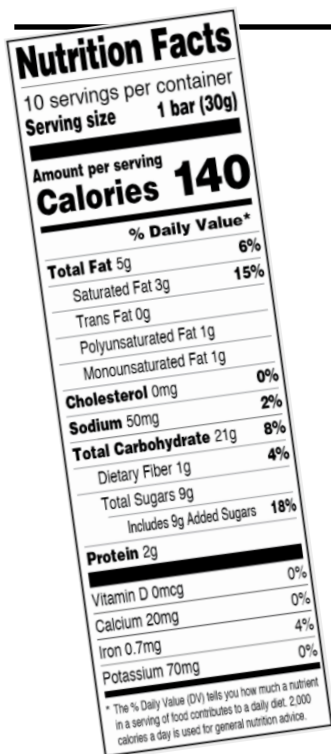 Nutrition Facts
10 servings per container
Serving size 1 bar (30g)
Amount per serving
Calories 140
% Daily Value*
Total Fat 5g 6%
Saturated Fat 3g 15%
Trans Fat 0g
Polyunsaturated Fat 1g
Monounsaturated Fat 1g
Cholesterol 0mg 0%
Sodium 50mg 2%
Total Carbohydrate 21g 8%
Dietary Fiber 1g 4%
Total Sugars 9g
Includes 9g Added Sugars 18%
Protein 2g
Vitamin D 0mcg 0%
Calcium 20mg 0%
Iron 0.7mg 4%
Potassium 70mg 0%
* The % Daily Value (DV) tells you how much a nutrient
in a serving of food contributes to a daily diet. 2,000
calories a day is used for general nutrition advice.